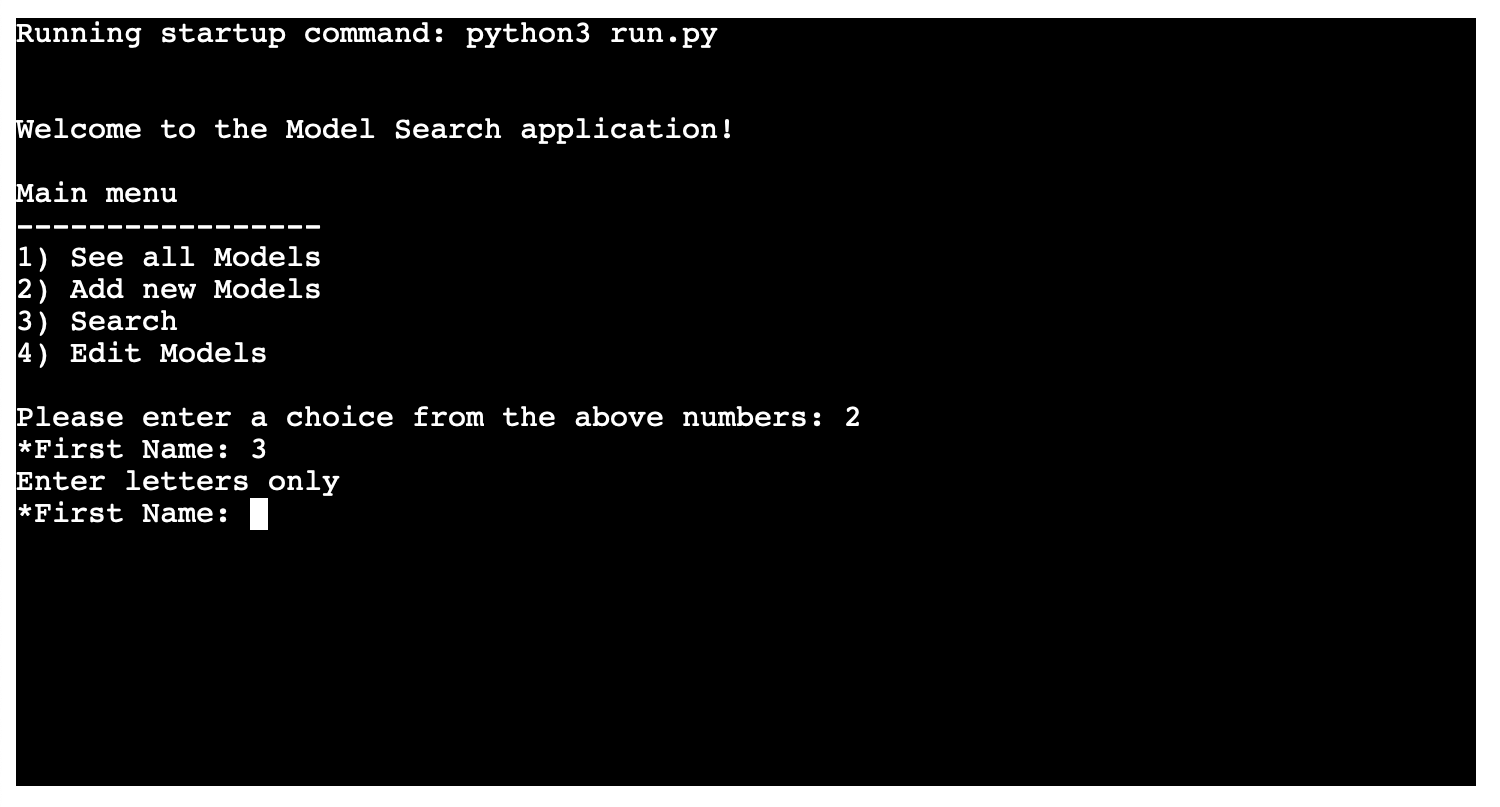 Running startup command: python3 run.py
Welcome to the Model Search application!
Main menu
-----------------
1) See all Models
2) Add new Models
3) Search
4) Edit Models
Please enter a choice from the above numbers: 2
*First Name: 3
Enter letters only
*First Name: